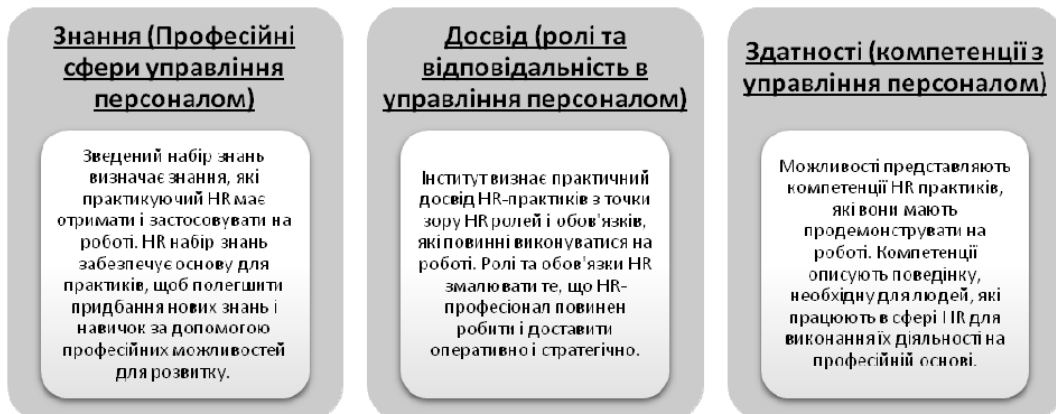 Знання (Професійні
сфери управління
персоналом)
Зведений набір знань
визначає знання, які
практикуючий HR має
отримати і застосовувати на
роботі. HR набір знань
забезпечує основу для
практиків, щоб полегшити
придбання нових знань і
навичок за допомогою
професійних можливостей
для розвитку.
Досвід (ролі та
відповідальність в
управління персоналом)
Інститут визнає практичний
досвід HR-практиків з точки
зору HR ролей і обов'язків,
які повинні виконуватися на
роботі. Ролі та обов'язки HR
змалювати те, що HR-
професіонал повинен
робити і доставити
оперативно і стратегічно.
Здатності (компетенції з
управління персоналом)
Можливості представляють
компетенції HR практиків,
які вони мають
продемонструвати на
роботі. Компетенції
описують поведінку,
необхідну для людей, які
працюють в сфері HR для
виконання їх діяльності на
професійній основі.